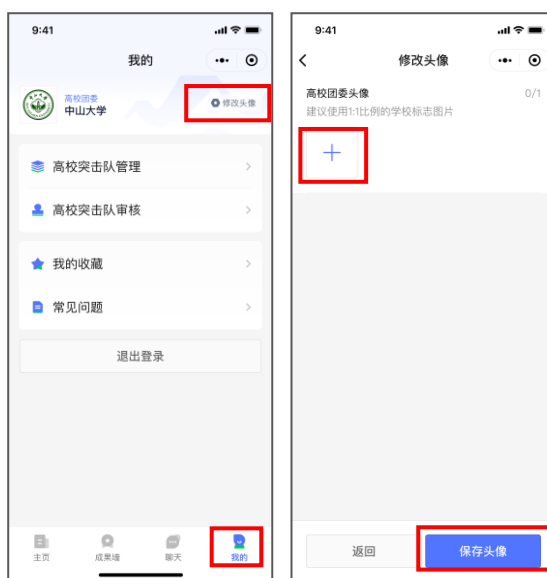 9:41
我的
高校团委
中山大学
修改头像
高校突击队管理
高校突击队审核
我的收藏
常见问题
退出登录
主页
成果墙
聊天
我的
9:41
修改头像
高校团委头像
0/1
建议使用1:1比例的学校标志图片
返回
保存头像